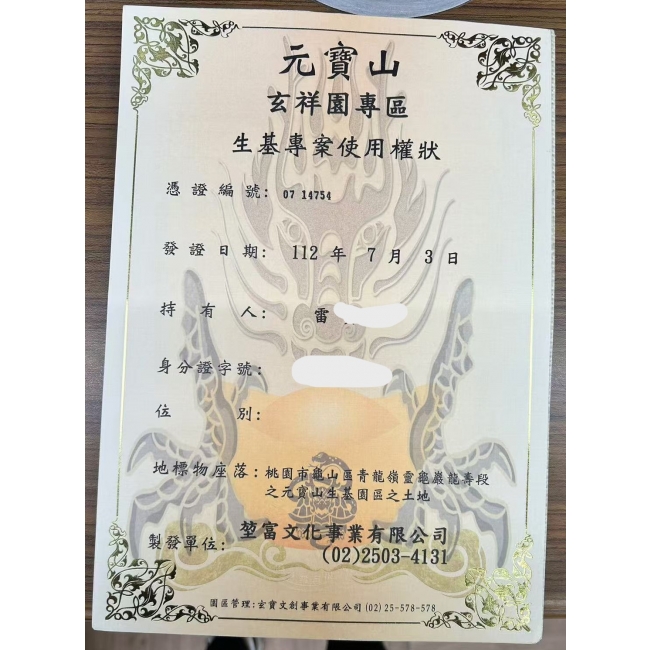 元寶山
玄祥園專區
生基專案使用權狀
憑證編號: 07 14754
發證日期: 112 年 7 月 3 日
持有人: 雷
身分證字號:
位別:
地標物座落: 桃園市龜山區青龍嶺靈龜巖龍壽段
之元寶山生基園區之土地
製發單位: 堃富文化事業有限公司
(02)2503-4131
園區管理:玄寶文創事業有限公司 (02) 25-578-578